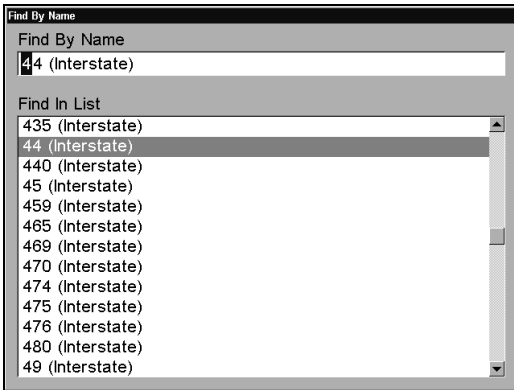 Find By Name
Find By Name
44 (Interstate)
Find In List
435 (Interstate)
44 (Interstate)
440 (Interstate)
45 (Interstate)
459 (Interstate)
465 (Interstate)
469 (Interstate)
470 (Interstate)
474 (Interstate)
475 (Interstate)
476 (Interstate)
480 (Interstate)
49 (Interstate)